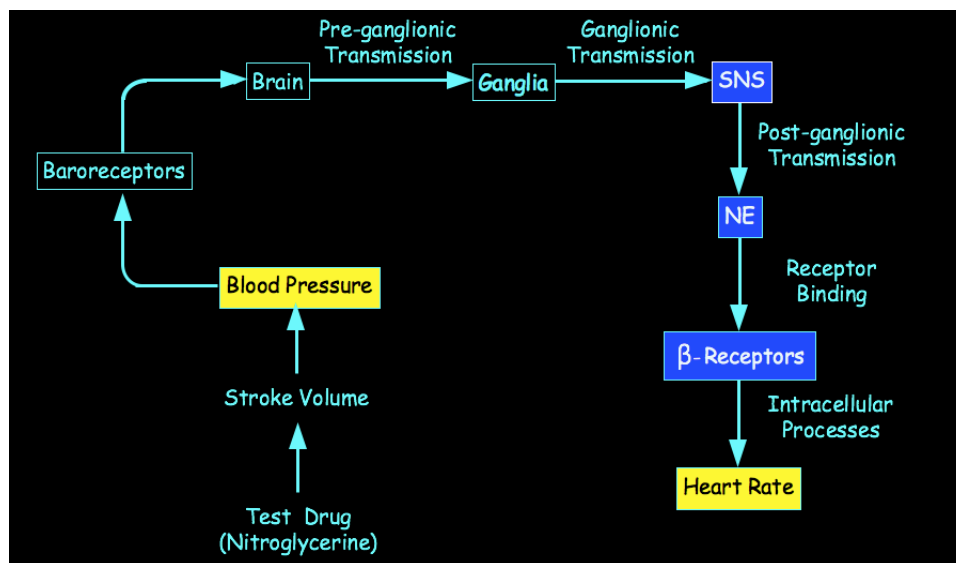 Pre-ganglionic
Transmission
Ganglionic
Transmission
Brain
Ganglia
SNS
Post-ganglionic
Transmission
Baroreceptors
NE
Blood Pressure
Receptor
Binding
β-Receptors
Stroke Volume
Intracellular
Processes
Heart Rate
Test Drug
(Nitroglycerine)